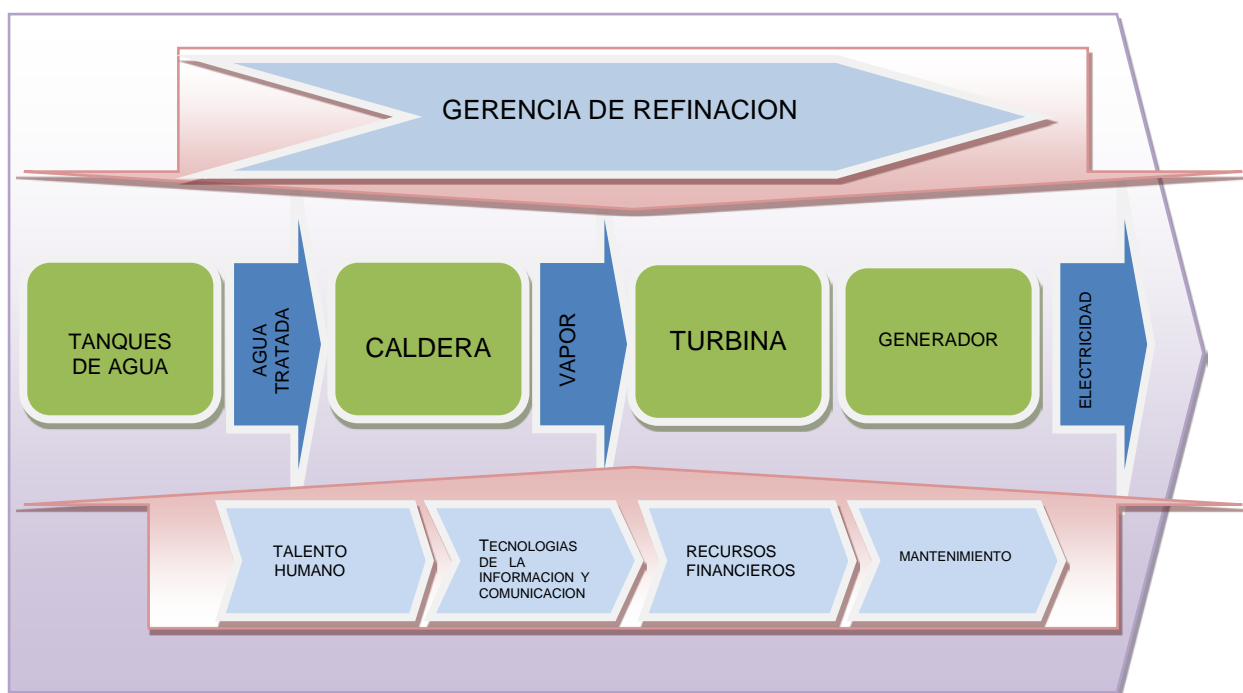 GERENCIA DE REFINACION
TANQUES
DE AGUA
AGUA
TRATADA
CALDERA
VAPOR
TURBINA
GENERADOR
ELECTRICIDAD
TALENTO
HUMANO
TECNOLOGIAS
DE LA
INFORMACION Y
COMUNICACION
RECURSOS
FINANCIEROS
MANTENIMIENTO